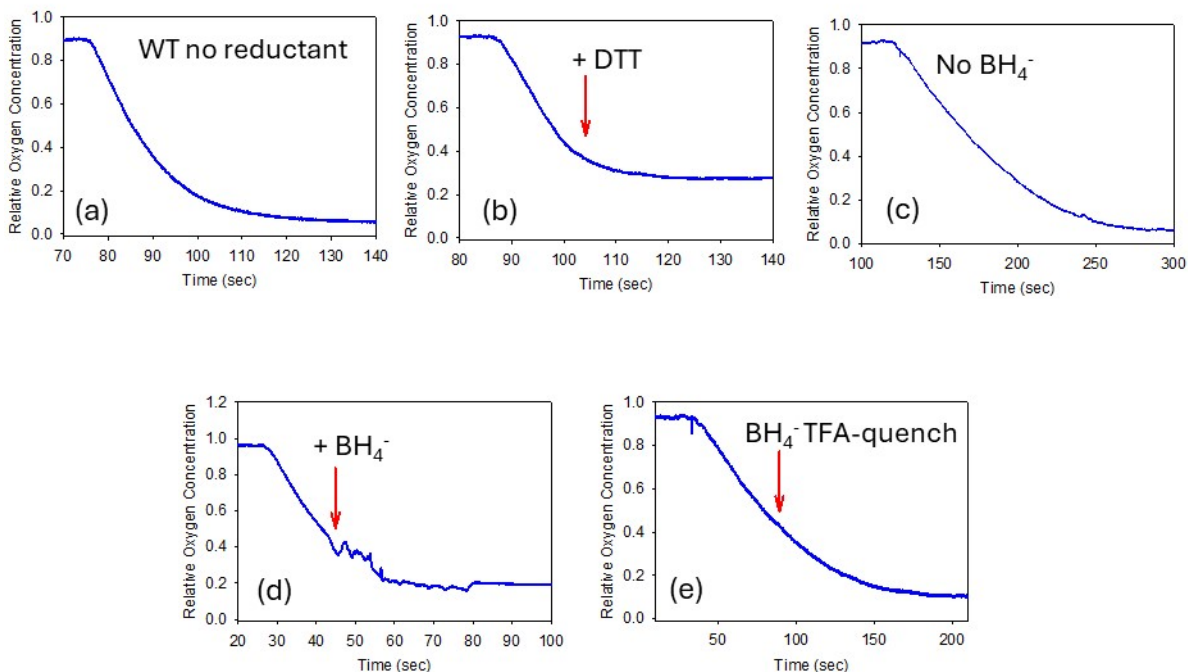 Relative Oxygen Concentration
1.0
0.8
0.6
0.4
0.2
0.0
WT no reductant
(a)
70 80 90 100 110 120 130 140
Time (sec)
Relative Oxygen Concentration
1.0
0.8
0.6
0.4
0.2
0.0
+ DTT
(b)
80 90 100 110 120 130 140
Time (sec)
Relative Oxygen Concentration
1.0
0.8
0.6
0.4
0.2
0.0
No BH₄⁻
(c)
100 150 200 250 300
Time (sec)
Relative Oxygen Concentration
1.2
1.0
0.8
0.6
0.4
0.2
0.0
+ BH₄⁻
(d)
20 30 40 50 60 70 80 90 100
Time (sec)
Relative Oxygen Concentration
1.0
0.8
0.6
0.4
0.2
0.0
BH₄⁻ TFA-quench
(e)
50 100 150 200
Time (sec)